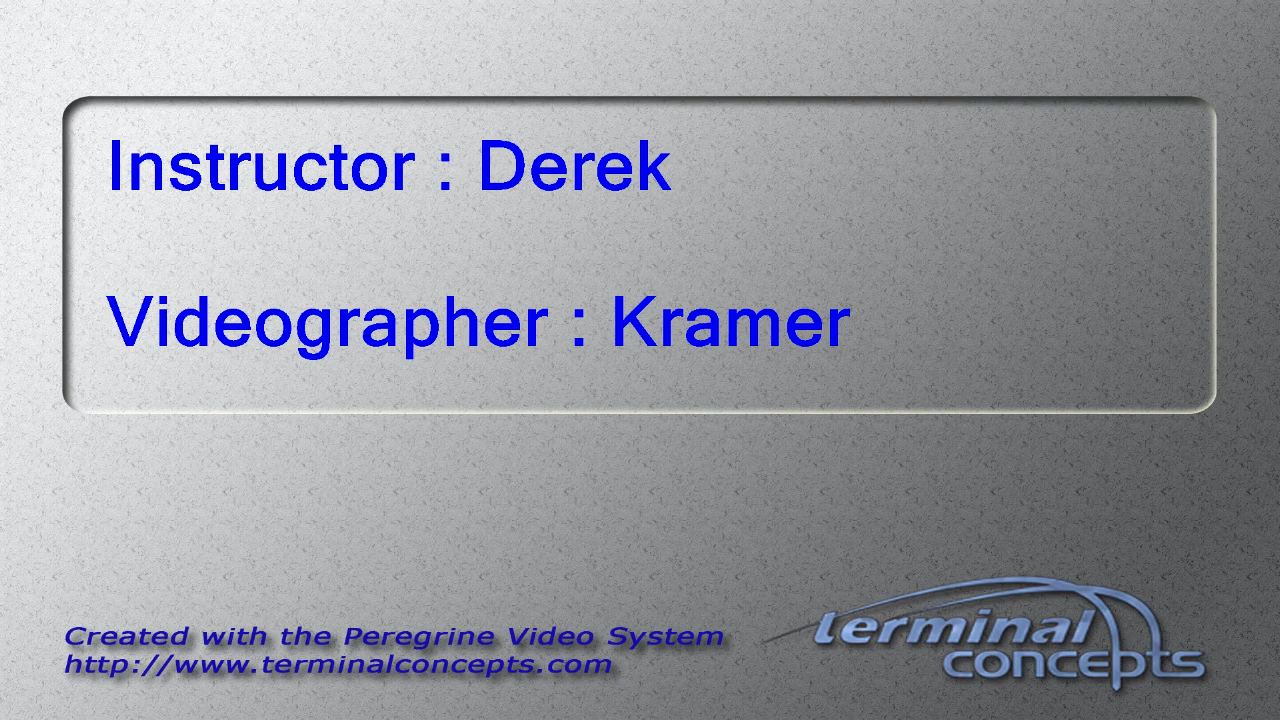 Instructor : Derek
Videographer : Kramer
Created with the Peregrine Video System
http://www.terminalconcepts.com
terminal
concepts